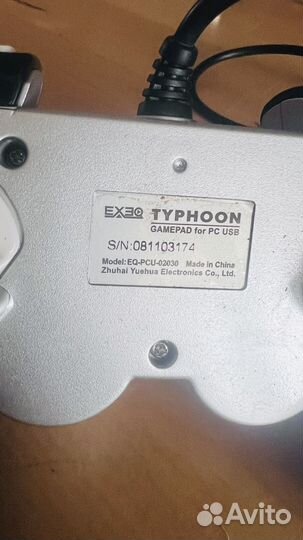 EXEQ TYPHOON
GAMEPAD for PC USB
S/N:081103174
Model:EQ-PCU-02030 Made in China
Zhuhai Yuehua Electronics Co., Ltd.
Avito